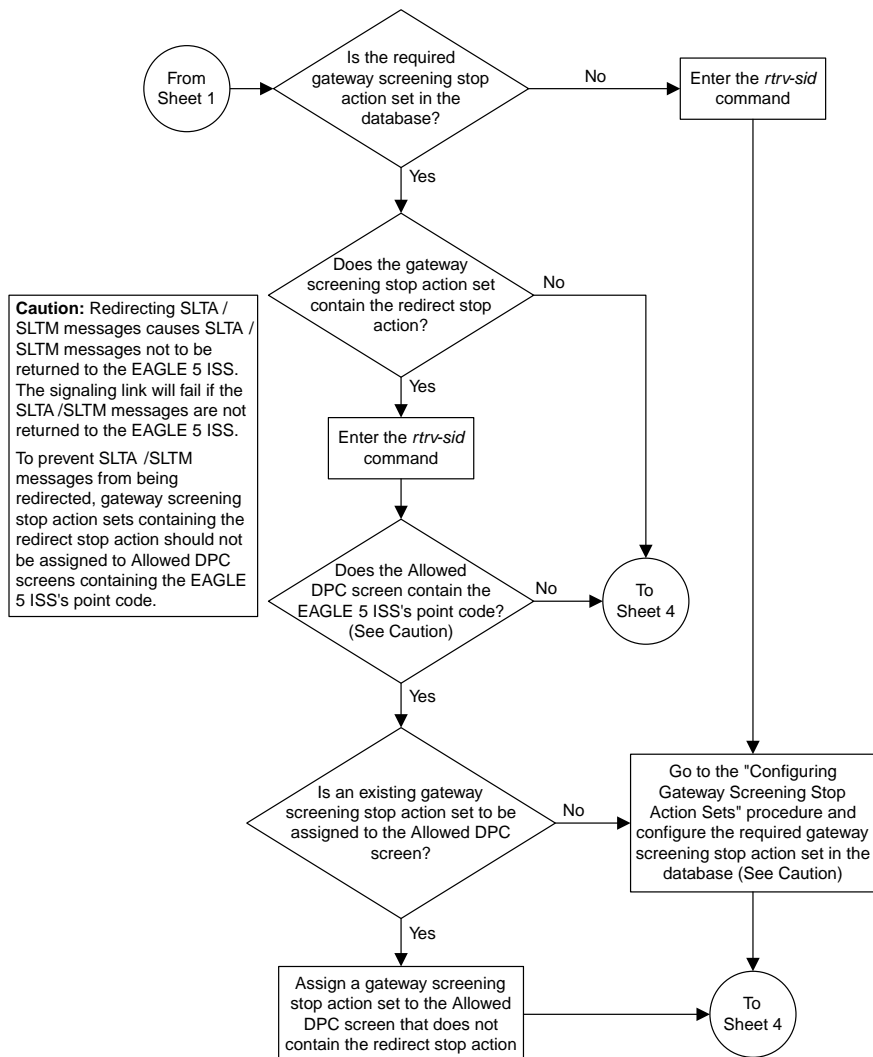 From
Sheet 1
Is the required
gateway screening stop
action set in the
database?
No
Enter the rtrv-sid
command
Yes
Does the gateway
screening stop action set
contain the redirect stop
action?
No
Yes
Caution: Redirecting SLTA /
SLTM messages causes SLTA /
SLTM messages not to be
returned to the EAGLE 5 ISS.
The signaling link will fail if the
SLTA /SLTM messages are not
returned to the EAGLE 5 ISS.
To prevent SLTA /SLTM
messages from being
redirected, gateway screening
stop action sets containing the
redirect stop action should not
be assigned to Allowed DPC
screens containing the EAGLE
5 ISS's point code.
Enter the rtrv-sid
command
Does the Allowed
DPC screen contain the
EAGLE 5 ISS's point code?
(See Caution)
No
To
Sheet 4
Yes
Is an existing gateway
screening stop action set to be
assigned to the Allowed DPC
screen?
No
Go to the "Configuring
Gateway Screening Stop
Action Sets" procedure and
configure the required gateway
screening stop action set in the
database (See Caution)
Yes
Assign a gateway screening
stop action set to the Allowed
DPC screen that does not
contain the redirect stop action
To
Sheet 4